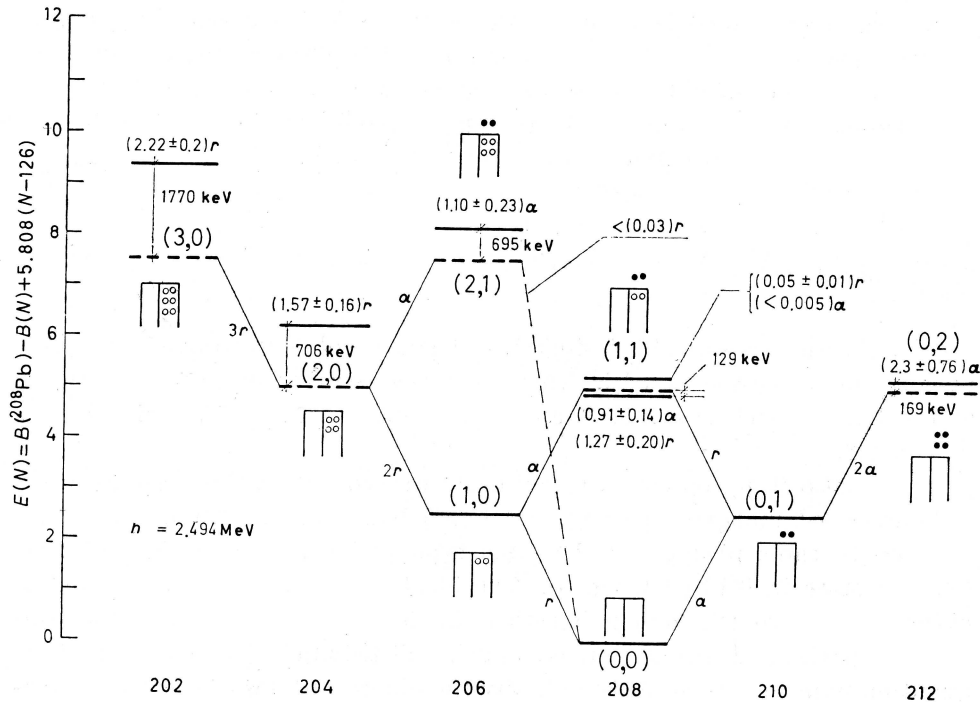 E(N)=B(²⁰⁸Pb)−B(N)+5.808(N−126)
12
10
8
6
4
2
0
(2.22±0.2)r
1770 keV
(3,0)
3r
(1.57±0.16)r
706 keV
(2,0)
2r
(1.10±0.23)a
695 keV
(2,1)
a
(1,0)
r
<(0.03)r
(0.05±0.01)r
(<0.005)a
(1,1)
129 keV
(0.91±0.14)a
(1.27±0.20)r
a
r
(0,1)
a
(0,0)
(0,2)
(2.3±0.76)a
169 keV
2a
h = 2.494 MeV
202 204 206 208 210 212